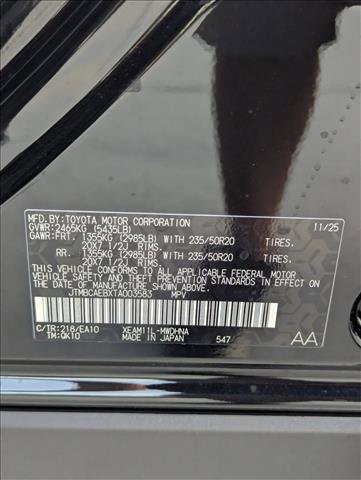 MFD.BY:TOYOTA MOTOR CORPORATION 11/25
GVWR:2465KG (5435LB)
GAWR:FRT. 1355KG (2985LB) WITH 235/50R20
20X7 1/2J RIMS.
RR. 1355KG (2985LB) WITH 235/50R20
20X7 1/2J RIMS.
THIS VEHICLE CONFORMS TO ALL APPLICABLE
FEDERAL MOTOR VEHICLE SAFETY AND THEFT
PREVENTION STANDARDS IN EFFECT ON THE
DATE OF MANUFACTURE SHOWN ABOVE.
JTMBCAEBXTA003583 MPV
C/TR:218/EA10 XEAM11L-MWDHNA
TM:QK10 MADE IN JAPAN 547 AA